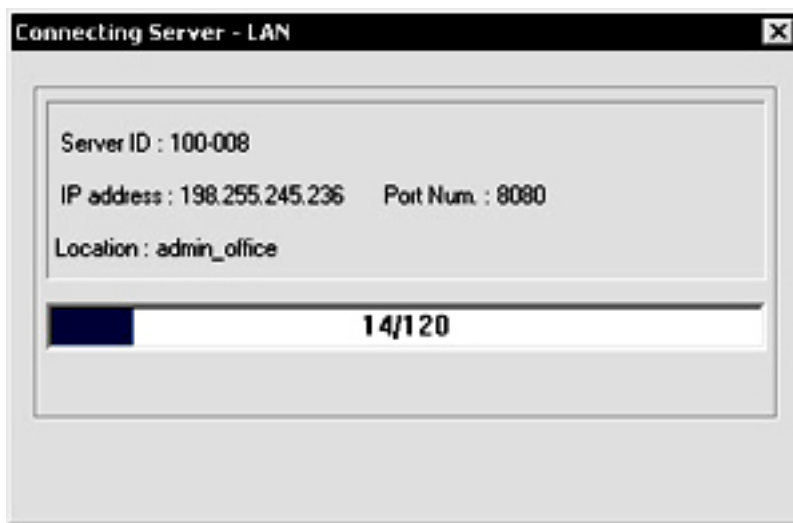 Connecting Server - LAN
Server ID : 100-008
IP address : 198.255.245.236 Port Num. : 8080
Location : admin_office
14/120